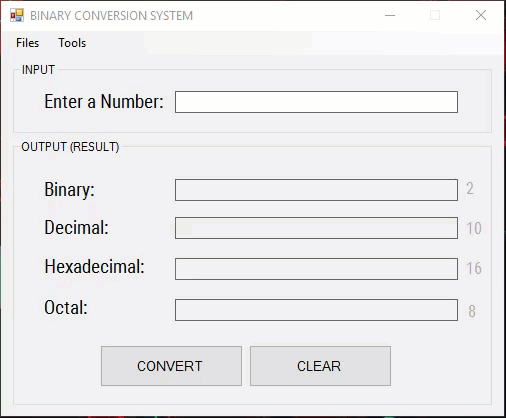 BINARY CONVERSION SYSTEM
Files Tools
INPUT
Enter a Number:
OUTPUT (RESULT)
Binary: 2
Decimal: 10
Hexadecimal: 16
Octal: 8
CONVERT CLEAR